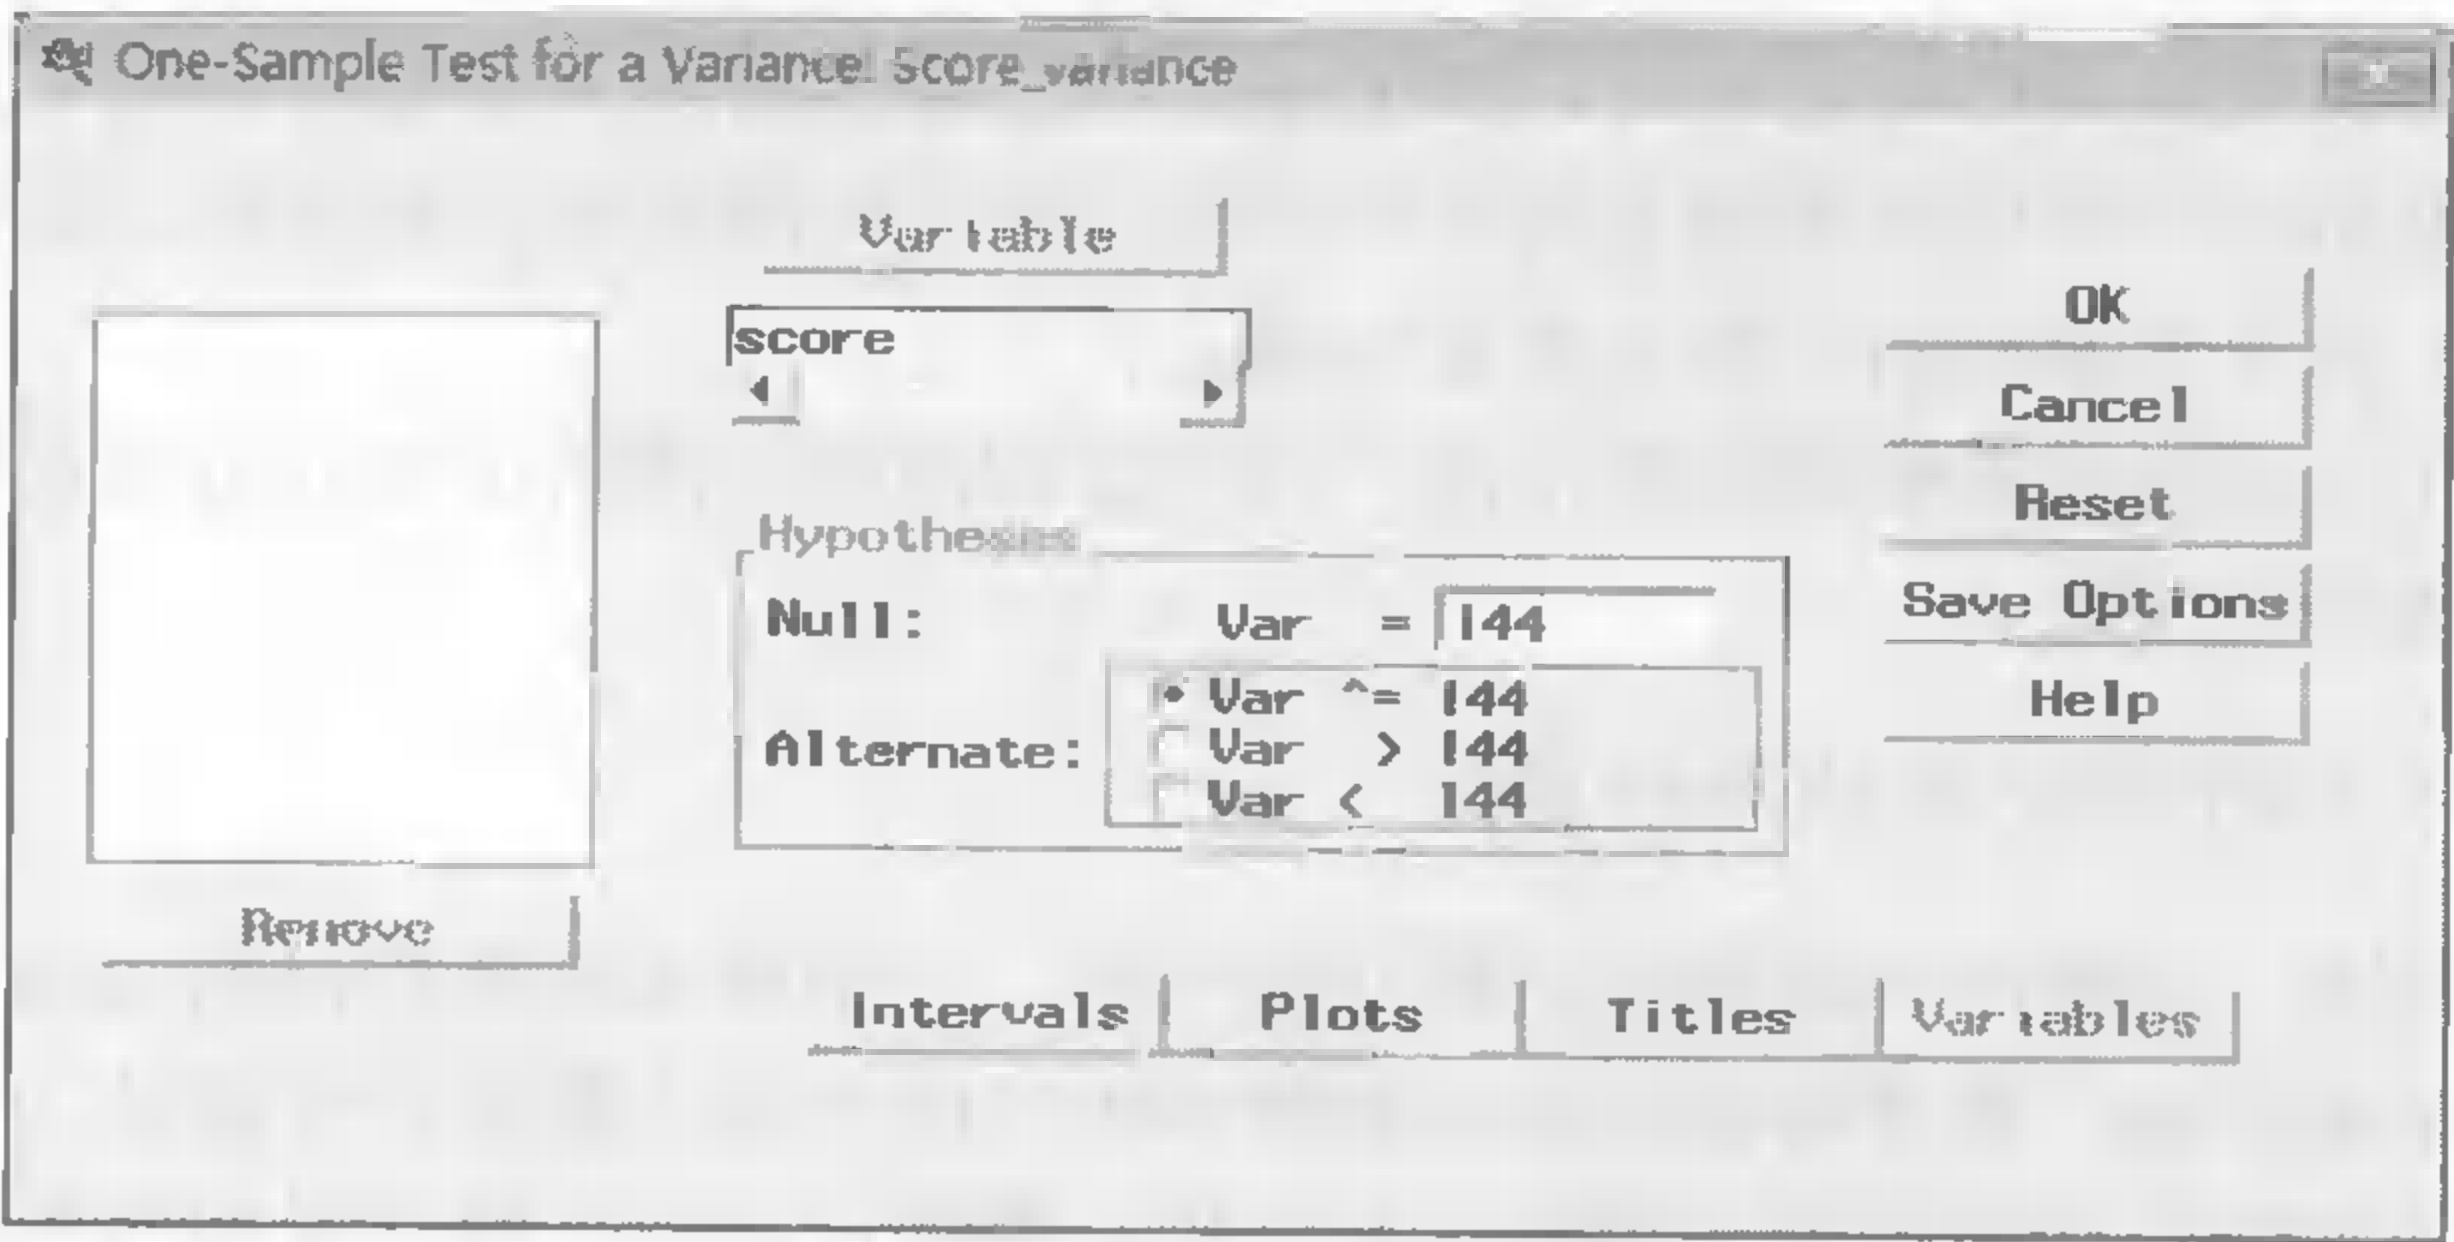 One-Sample Test for a Variance: Score_variance
Variable
score
OK
Cancel
Reset
Save Options
Help
Hypotheses
Null: Var = 144
Alternate:
Var ^= 144
Var > 144
Var < 144
Remove
Intervals Plots Titles Variables